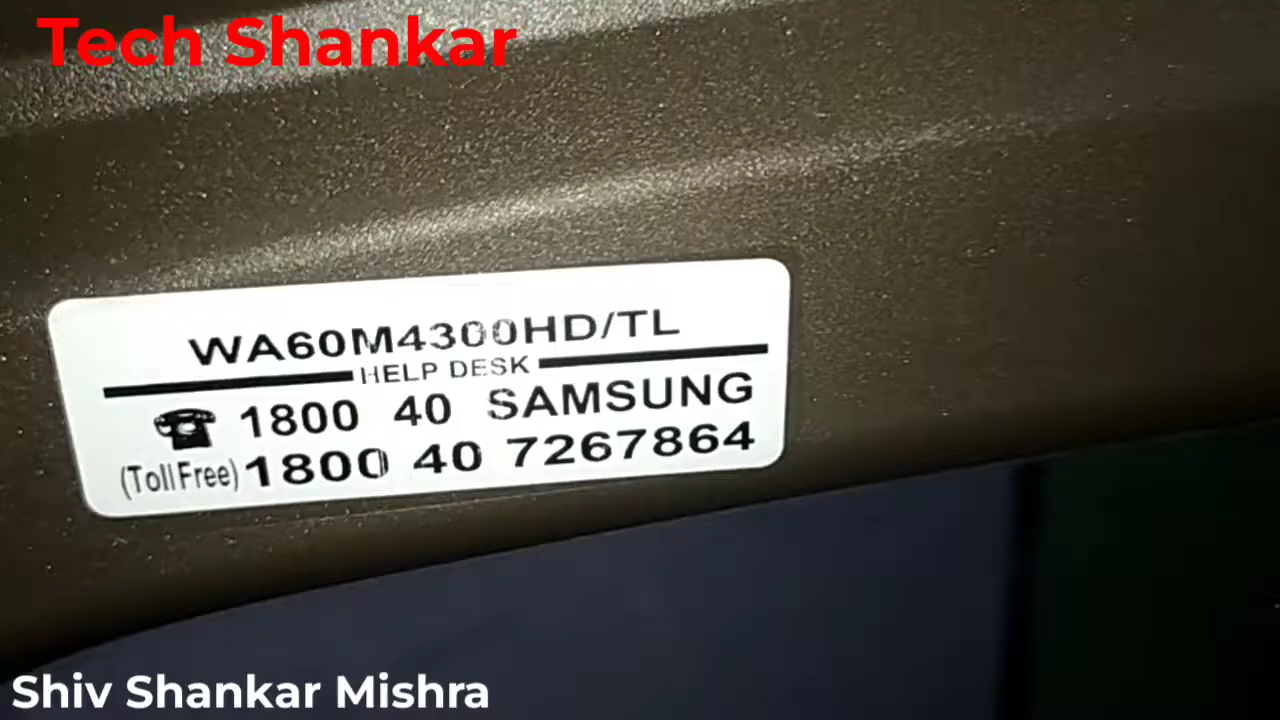 Tech Shankar
WA60M4300HD/TL
HELP DESK
☎ 1800 40 SAMSUNG
(Toll Free) 1800 40 7267864
Shiv Shankar Mishra